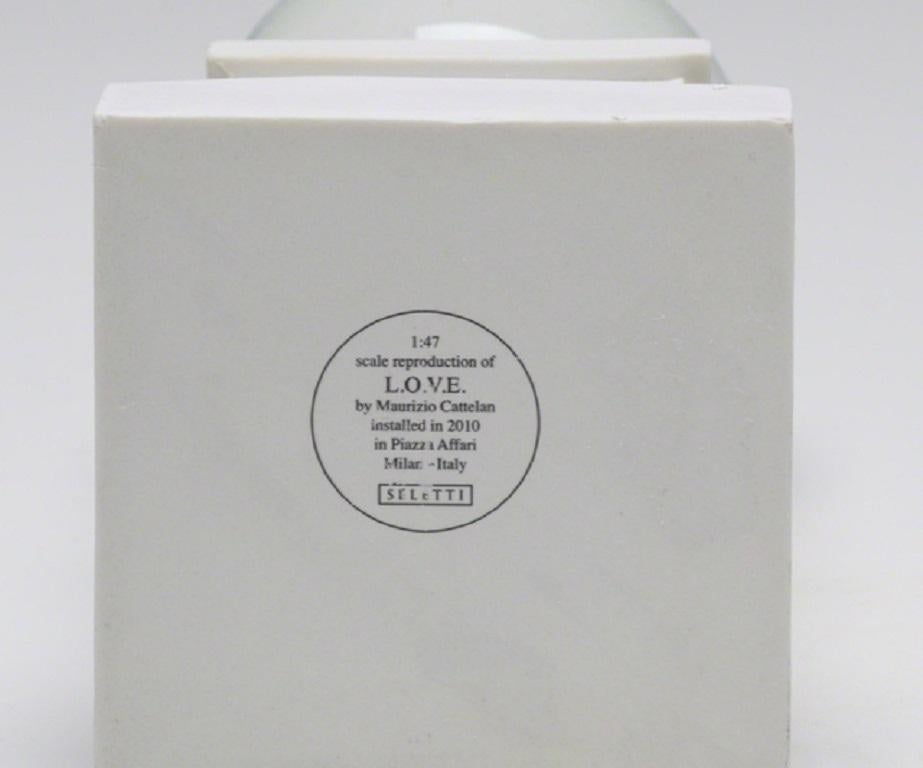 1:47
scale reproduction of
L.O.V.E.
by Maurizio Cattelan
installed in 2010
in Piazza Affari
Milan - Italy
SELeTTI